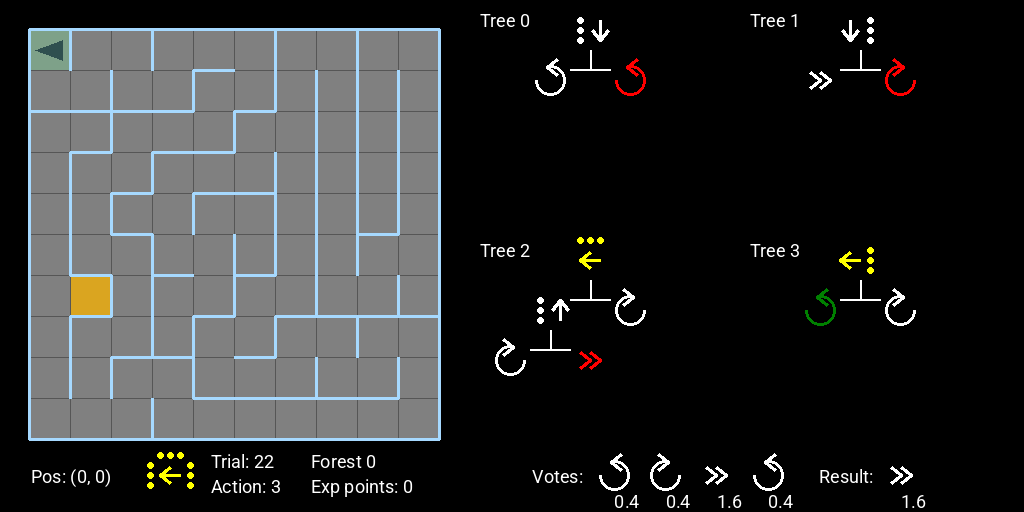 Tree 0
Tree 1
Tree 2
Tree 3
Pos: (0, 0)
Trial: 22
Action: 3
Forest 0
Exp points: 0
Votes:
0.4
0.4
1.6
0.4
Result:
1.6